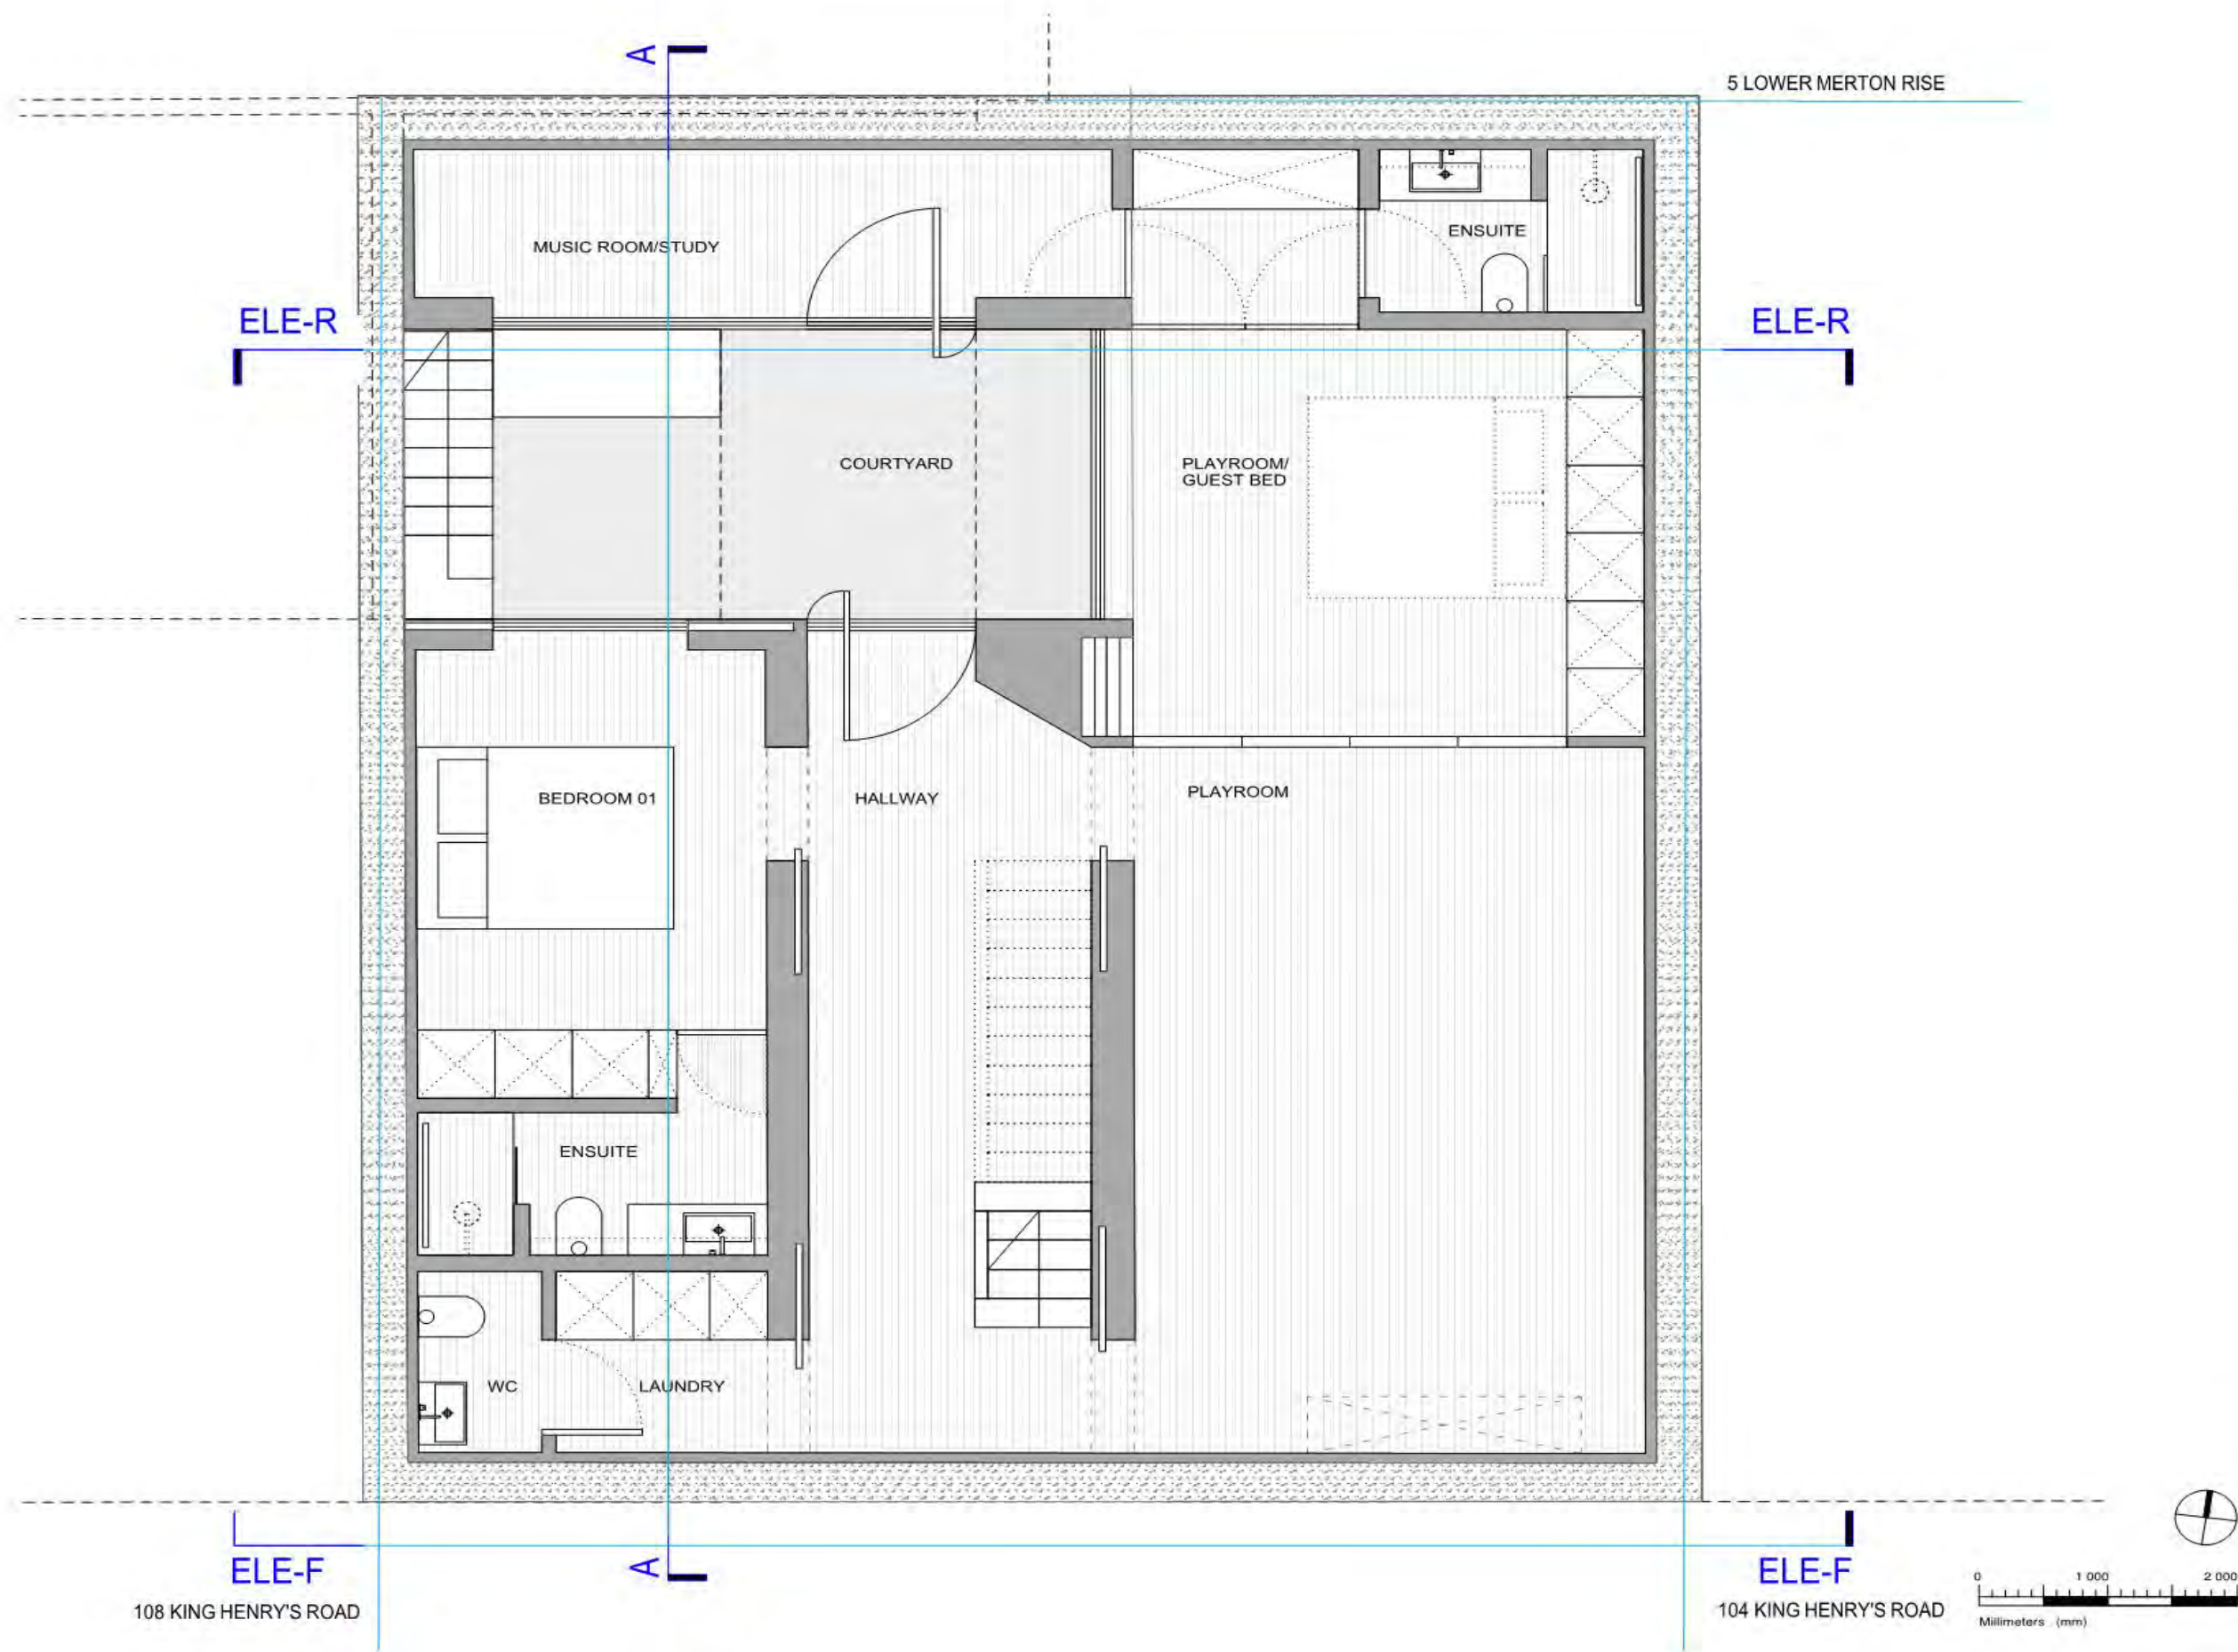 A
5 LOWER MERTON RISE
MUSIC ROOM/STUDY
ENSUITE
ELE-R
ELE-R
COURTYARD
PLAYROOM/
GUEST BED
BEDROOM 01
HALLWAY
PLAYROOM
ENSUITE
WC
LAUNDRY
ELE-F
A
ELE-F
108 KING HENRY'S ROAD
104 KING HENRY'S ROAD
0 1 000 2 000
Millimeters (mm)